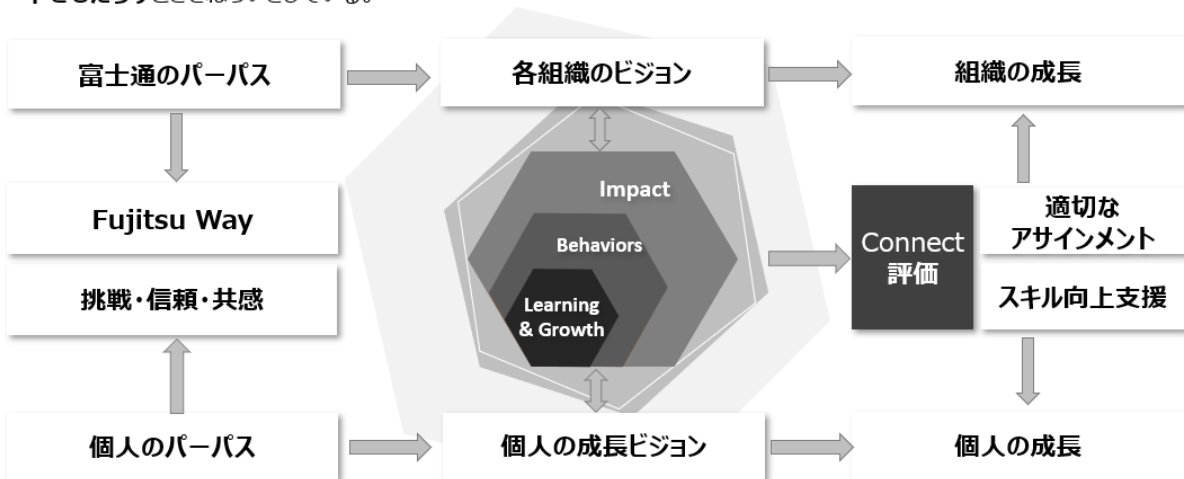 富士通のパーパス
各組織のビジョン
組織の成長
Fujitsu Way
挑戦・信頼・共感
Impact
Behaviors
Learning
& Growth
Connect
評価
適切な
アサインメント
スキル向上支援
個人のパーパス
個人の成長ビジョン
個人の成長